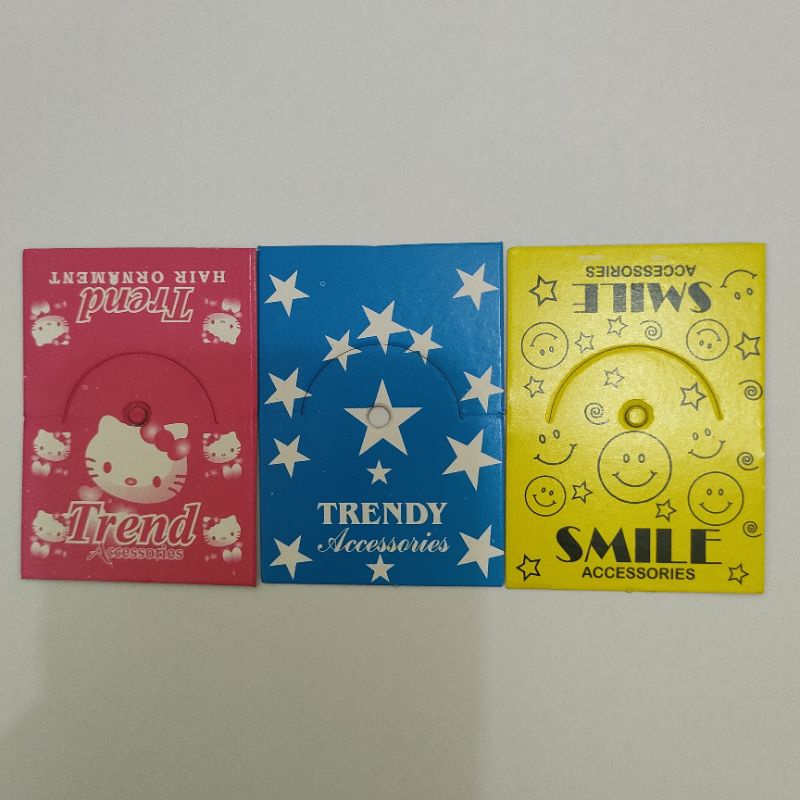 Trend
HAIR ORNAMENT
Trend
Accessories
TRENDY
Accessories
SMILE
ACCESSORIES
SMILE
ACCESSORIES